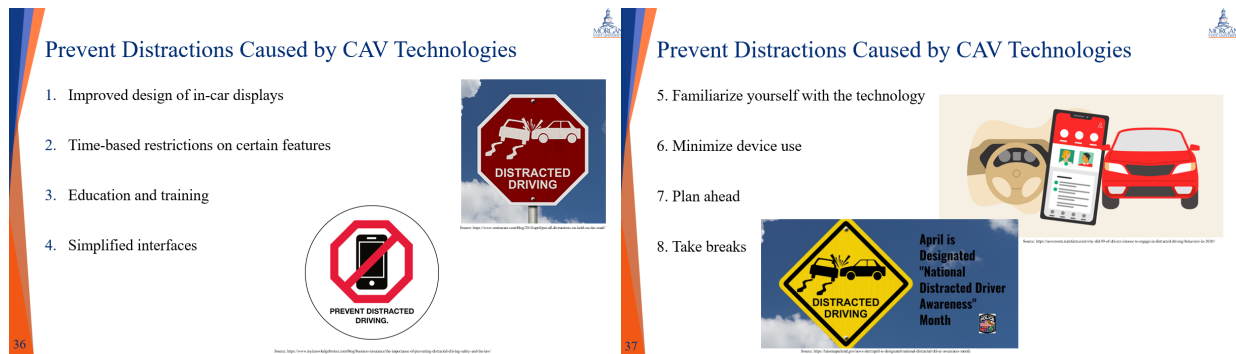 MORGAN
Prevent Distractions Caused by CAV Technologies
1. Improved design of in-car displays
2. Time-based restrictions on certain features
3. Education and training
4. Simplified interfaces
DISTRACTED
DRIVING
PREVENT DISTRACTED
DRIVING.
36
MORGAN
Prevent Distractions Caused by CAV Technologies
5. Familiarize yourself with the technology
6. Minimize device use
7. Plan ahead
8. Take breaks
DISTRACTED
DRIVING
April is
Designated
"National
Distracted Driver
Awareness"
Month
37